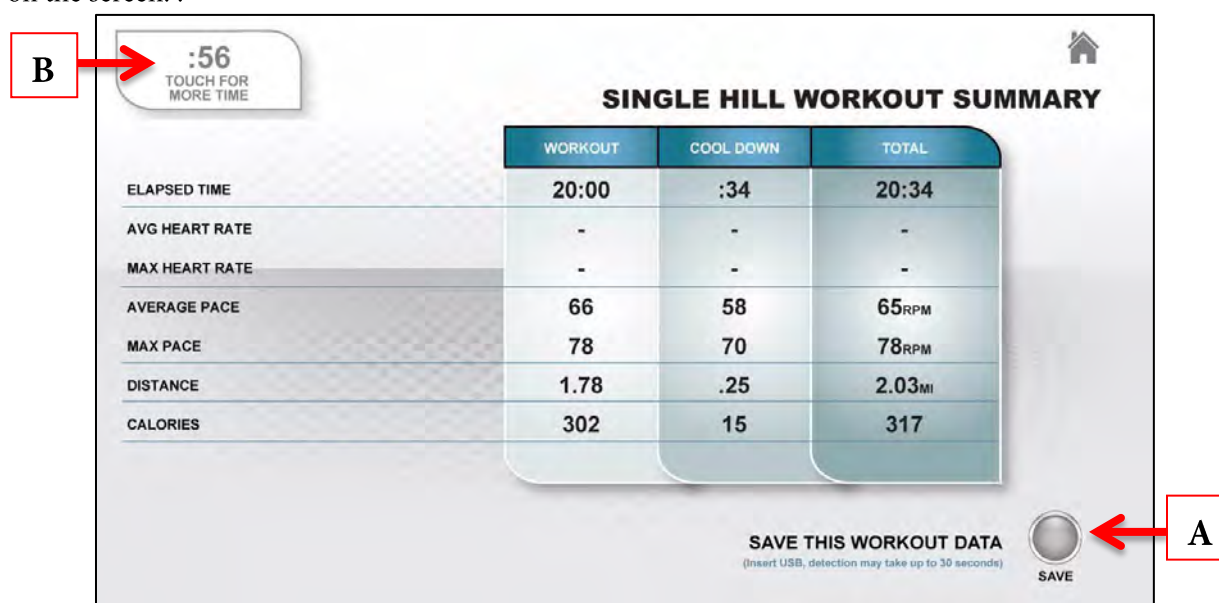 on the screen. .
B
:56
TOUCH FOR
MORE TIME
SINGLE HILL WORKOUT SUMMARY
WORKOUT COOL DOWN TOTAL
ELAPSED TIME 20:00 :34 20:34
AVG HEART RATE - - -
MAX HEART RATE - - -
AVERAGE PACE 66 58 65RPM
MAX PACE 78 70 78RPM
DISTANCE 1.78 .25 2.03MI
CALORIES 302 15 317
SAVE THIS WORKOUT DATA
(Insert USB, detection may take up to 30 seconds)
SAVE
A